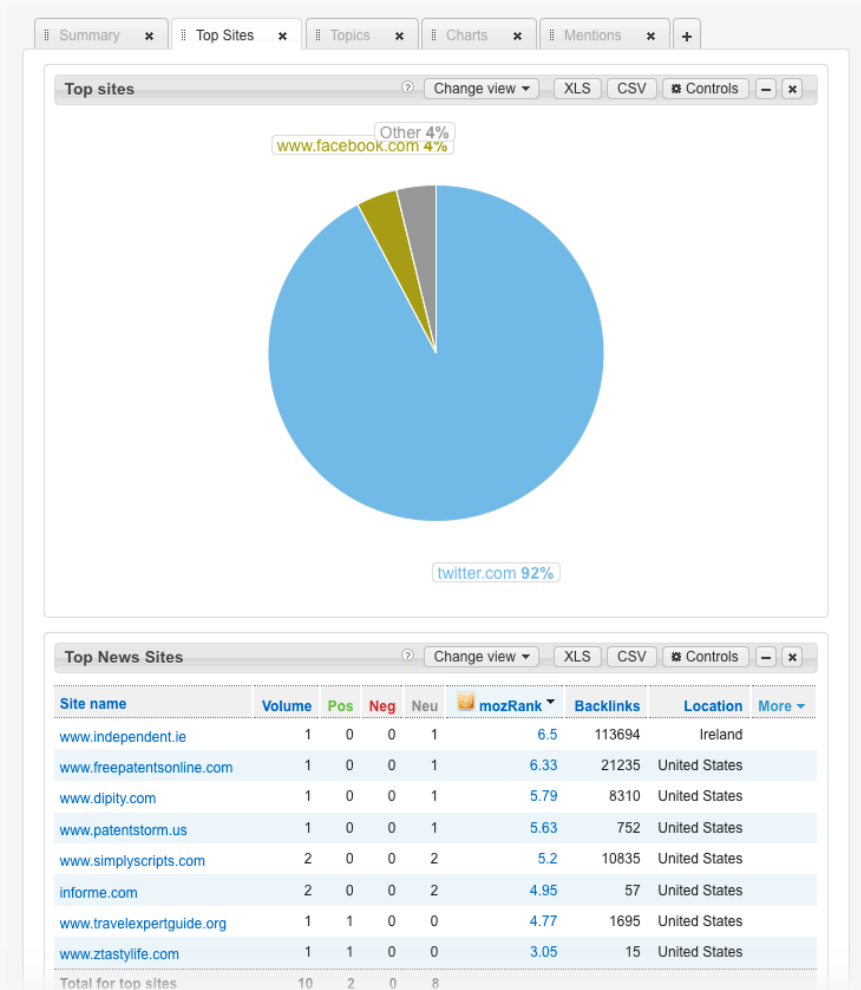 Summary Top Sites Topics Charts Mentions +
Top sites ? Change view XLS CSV Controls
Other 4%
www.facebook.com 4%
twitter.com 92%
Top News Sites ? Change view XLS CSV Controls
Site name Volume Pos Neg Neu mozRank Backlinks Location More
www.independent.ie 1 0 0 1 6.5 113694 Ireland
www.freepatentsonline.com 1 0 0 1 6.33 21235 United States
www.dipity.com 1 0 0 1 5.79 8310 United States
www.patentstorm.us 1 0 0 1 5.63 752 United States
www.simplyscripts.com 2 0 0 2 5.2 10835 United States
informe.com 2 0 0 2 4.95 57 United States
www.travelexpertguide.org 1 1 0 0 4.77 1695 United States
www.ztastylife.com 1 1 0 0 3.05 15 United States
Total for top sites 10 2 0 8